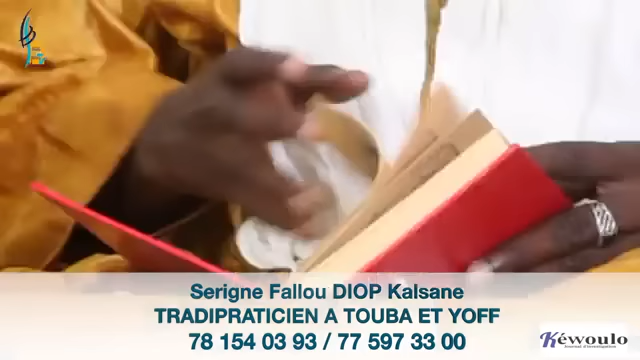 Serigne Fallou DIOP Kalsane
TRADIPRATICIEN A TOUBA ET YOFF
78 154 03 93 / 77 597 33 00
Kéwoulo